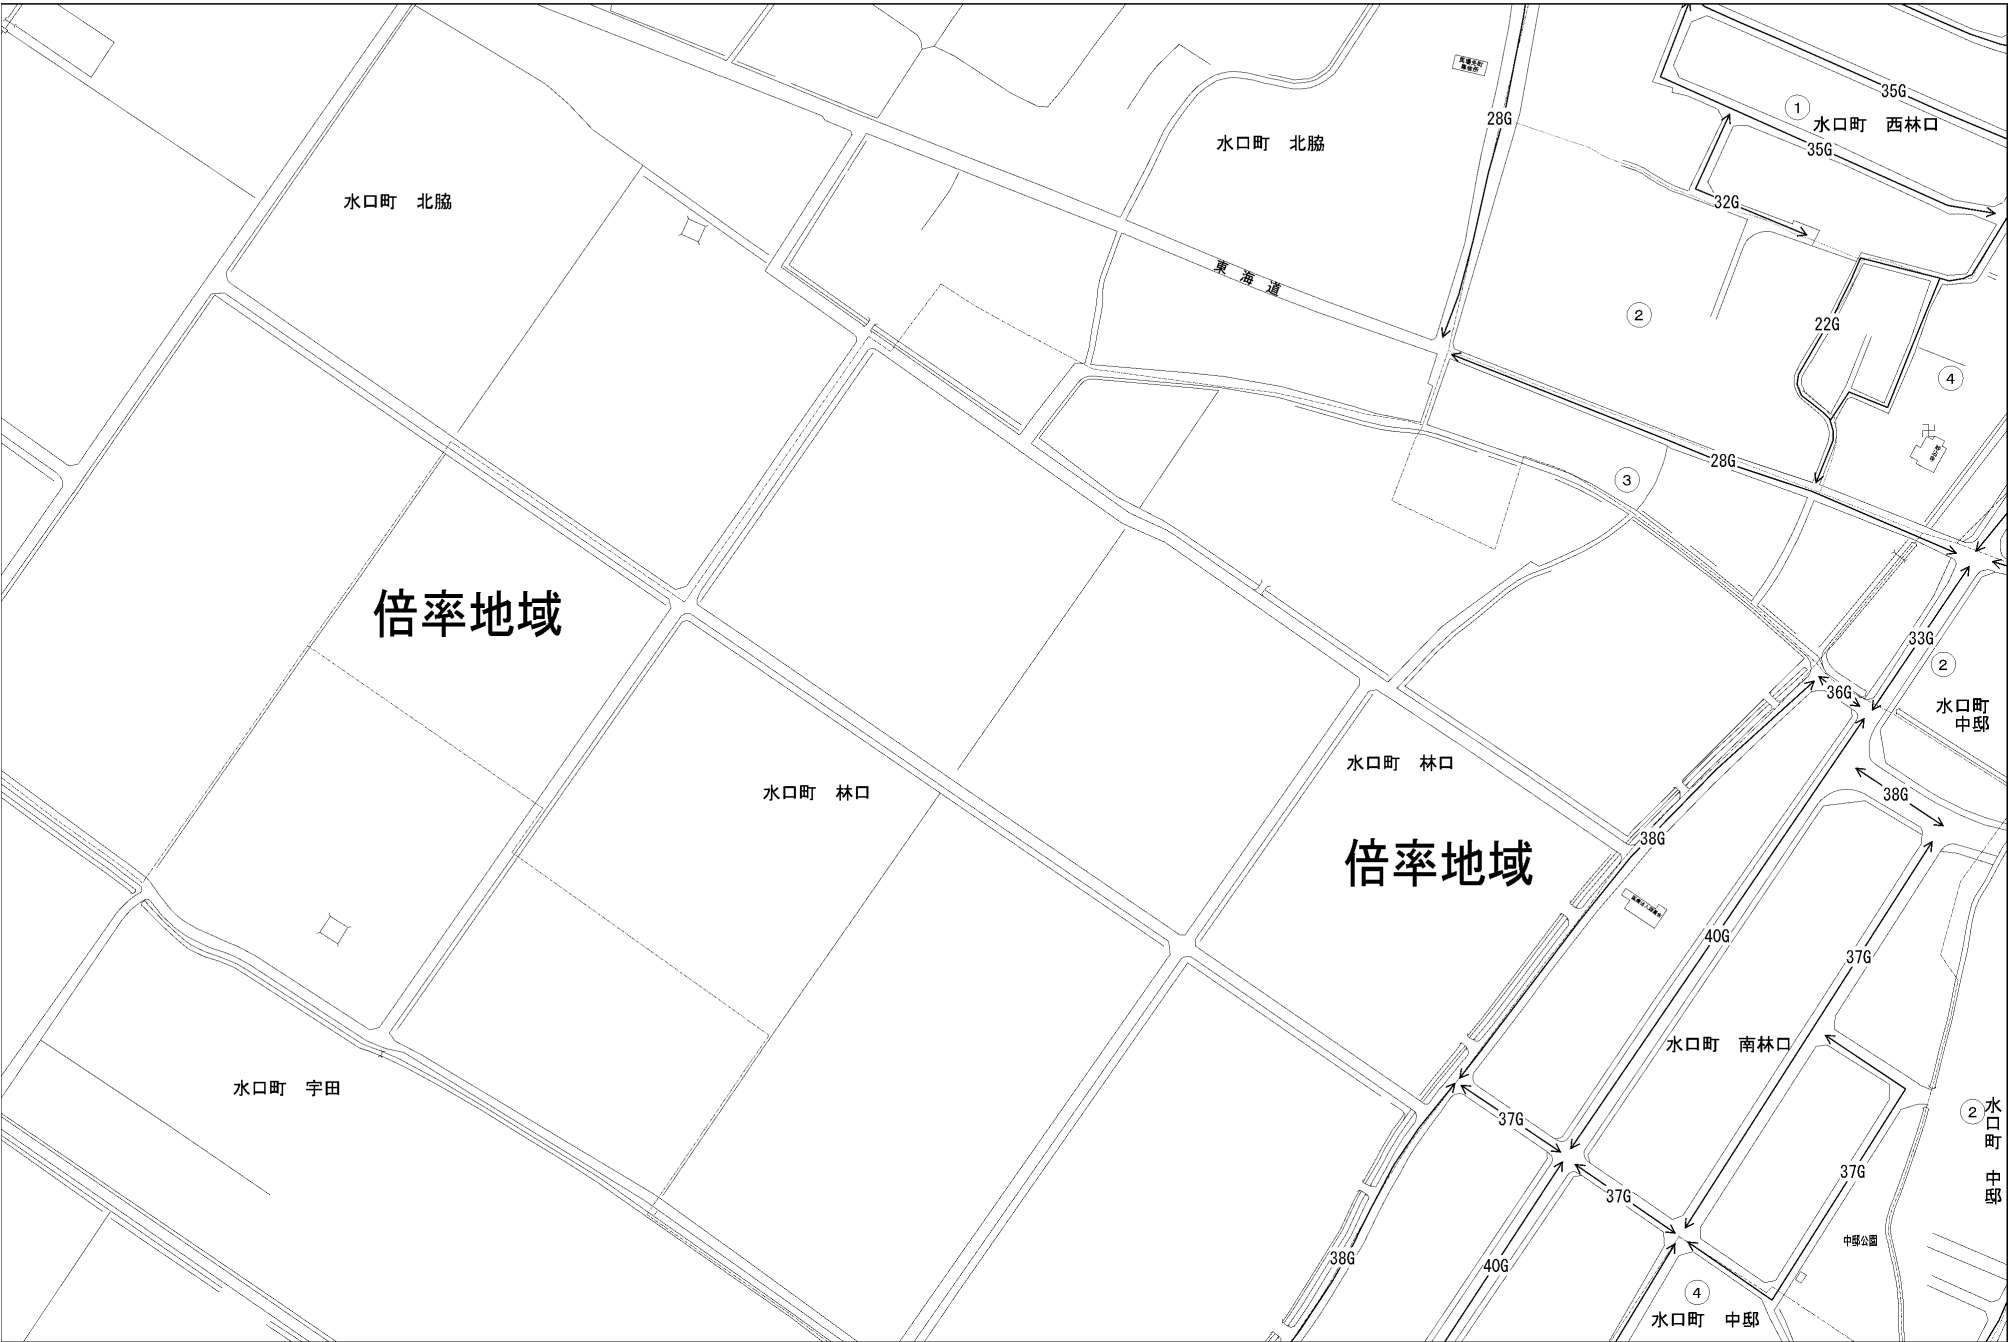 35G
①
水口町　西林口
28G
水口町　北脇
35G
水口町　北脇
32G
東海道
②
22G
④
卍
28G
③
倍率地域
33G
②
36G
水口町
中邸
水口町　林口
水口町　林口
38G
38G
倍率地域
40G
37G
水口町　南林口
水口町　宇田
②
水口町　中邸
37G
37G
37G
中邸公園
38G
40G
④
水口町　中邸